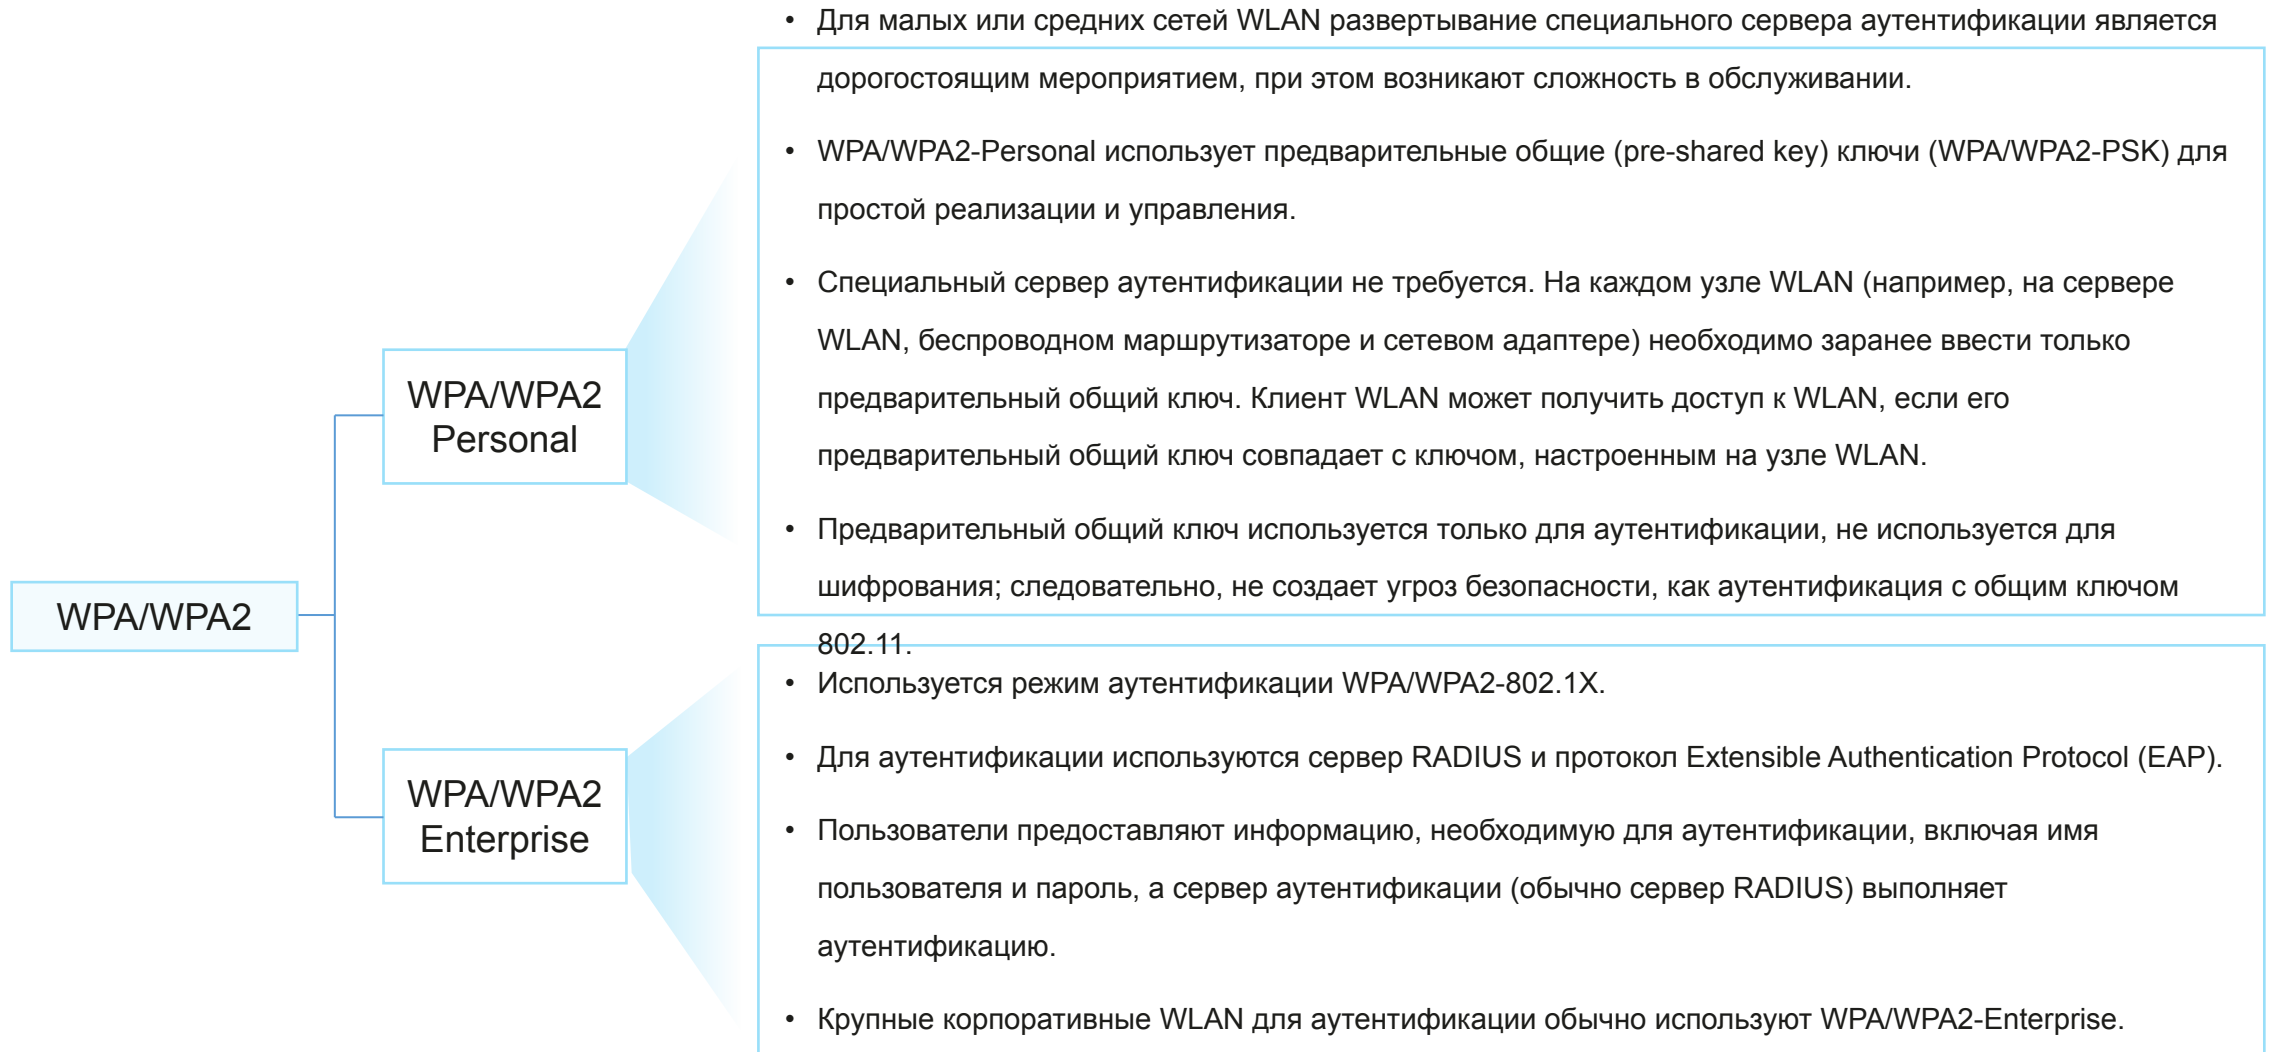 • Для малых или средних сетей WLAN развертывание специального сервера аутентификации является
дорогостоящим мероприятием, при этом возникают сложность в обслуживании.
• WPA/WPA2-Personal использует предварительные общие (pre-shared key) ключи (WPA/WPA2-PSK) для
простой реализации и управления.
• Специальный сервер аутентификации не требуется. На каждом узле WLAN (например, на сервере
WLAN, беспроводном маршрутизаторе и сетевом адаптере) необходимо заранее ввести только
предварительный общий ключ. Клиент WLAN может получить доступ к WLAN, если его
предварительный общий ключ совпадает с ключом, настроенным на узле WLAN.
• Предварительный общий ключ используется только для аутентификации, не используется для
шифрования; следовательно, не создает угроз безопасности, как аутентификация с общим ключом
802.11.
WPA/WPA2
Personal
WPA/WPA2
WPA/WPA2
Enterprise
• Используется режим аутентификации WPA/WPA2-802.1X.
• Для аутентификации используются сервер RADIUS и протокол Extensible Authentication Protocol (EAP).
• Пользователи предоставляют информацию, необходимую для аутентификации, включая имя
пользователя и пароль, а сервер аутентификации (обычно сервер RADIUS) выполняет
аутентификацию.
• Крупные корпоративные WLAN для аутентификации обычно используют WPA/WPA2-Enterprise.